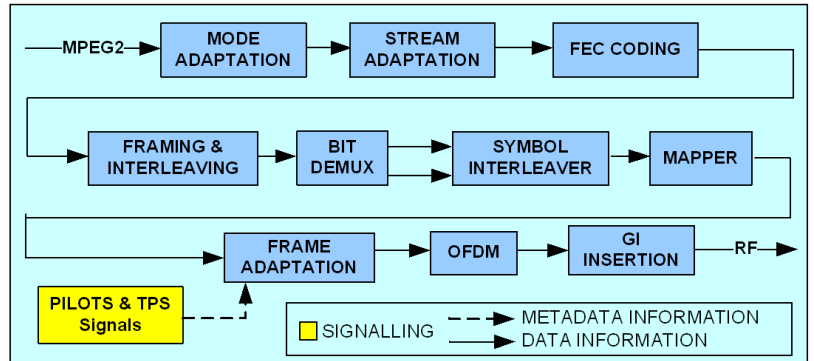 MPEG2
MODE
ADAPTATION
STREAM
ADAPTATION
FEC CODING
FRAMING &
INTERLEAVING
BIT
DEMUX
SYMBOL
INTERLEAVER
MAPPER
FRAME
ADAPTATION
OFDM
GI
INSERTION
RF
PILOTS & TPS
Signals
SIGNALLING
METADATA INFORMATION
DATA INFORMATION